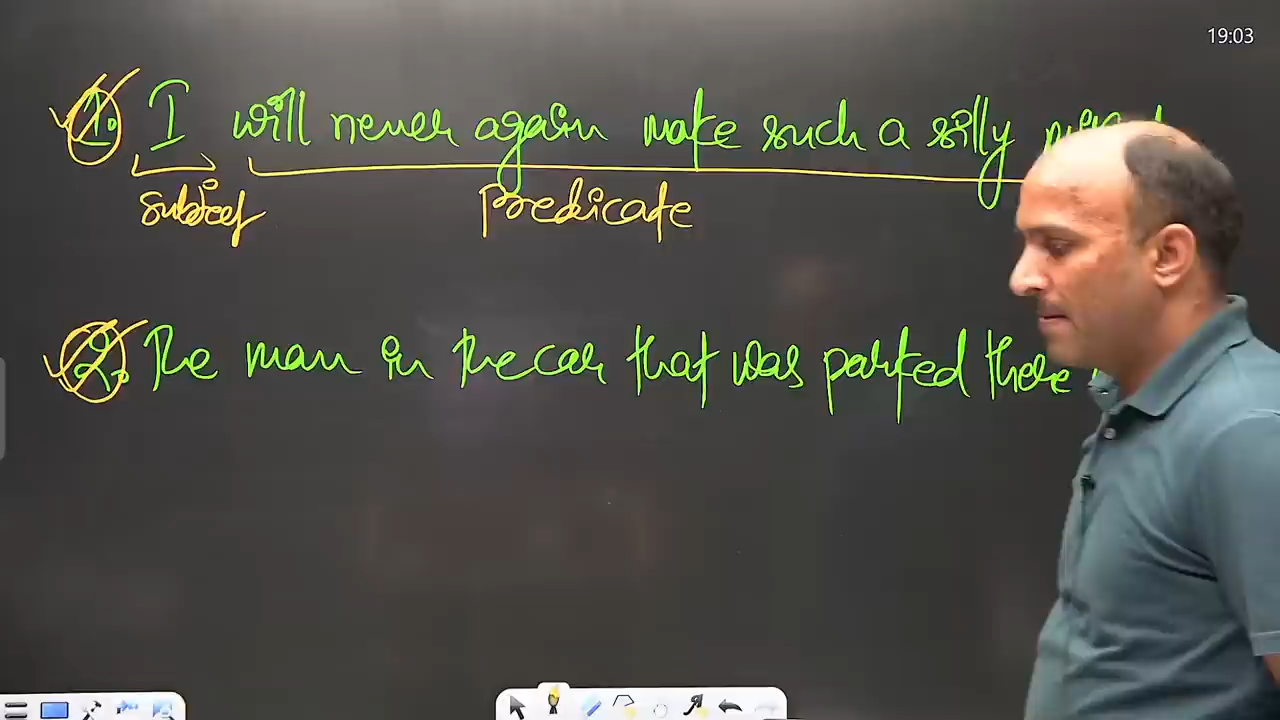 19:03
1. I will never again make such a silly
subject predicate
2. The man in the car that was parked there